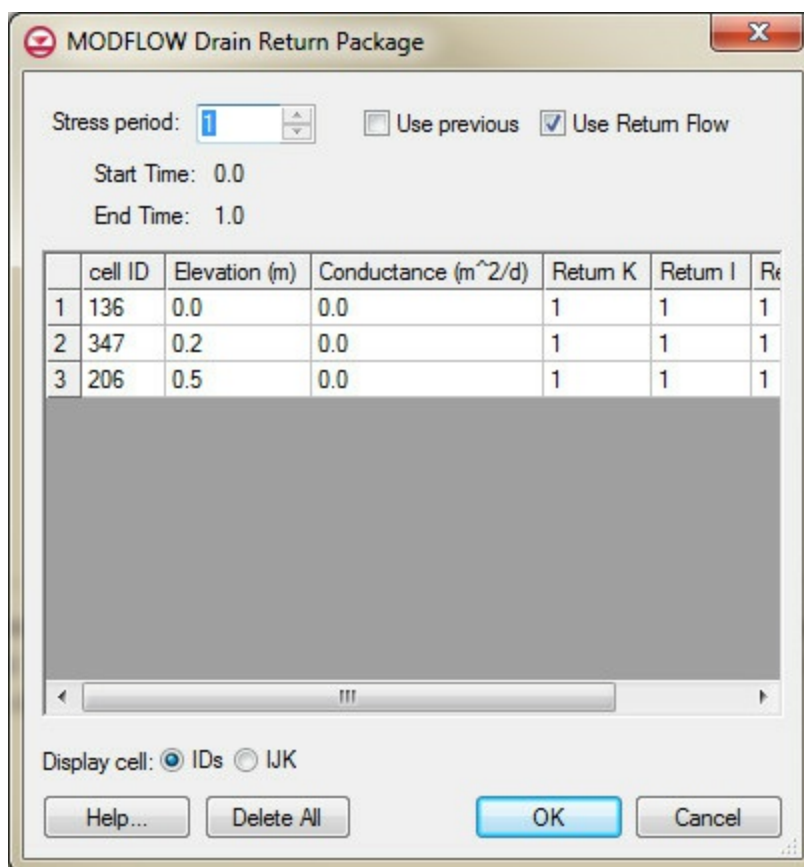 MODFLOW Drain Return Package
Stress period: 1 Use previous Use Return Flow
Start Time: 0.0
End Time: 1.0
cell ID Elevation (m) Conductance (m^2/d) Return K Return I Re
1 136 0.0 0.0 1 1 1
2 347 0.2 0.0 1 1 1
3 206 0.5 0.0 1 1 1
Display cell: IDs IJK
Help... Delete All OK Cancel